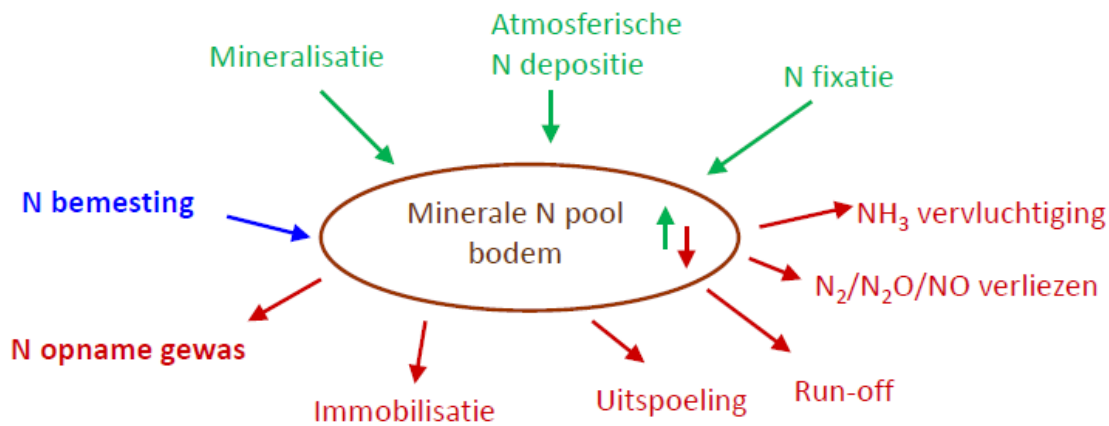 Mineralisatie
Atmosferische
N depositie
N fixatie
N bemesting
Minerale N pool
bodem
NH₃ vervluchtiging
N₂/N₂O/NO verliezen
N opname gewas
Immobilisatie
Uitspoeling
Run-off